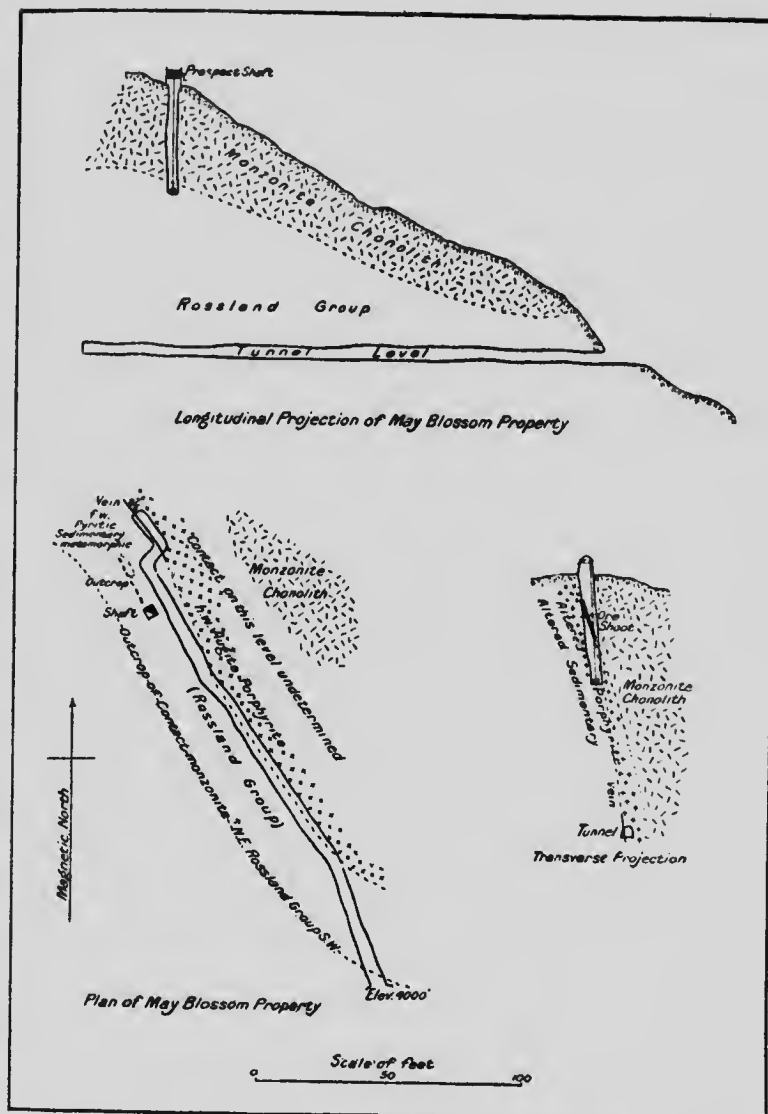 Prospect Shaft
Monzonite Chonolith
Rossland Group
Tunnel Level
Longitudinal Projection of May Blossom Property
Vein
f.w.
Pyritic
Sedimentary
metamorphic
Outcrop
Shaft
Contact on this level undetermined
Monzonite
Chonolith
h.w. Augite Porphyrite
(Rossland Group)
Outcrop of Contact-monzonite N.E. Rossland Group S.W.
Magnetic North
Elev. 4000'
Plan of May Blossom Property
Ore
Shoot
Altered Sedimentary
Porphyrite
Monzonite
Chonolith
Vein
Tunnel
Transverse Projection
Scale of feet
0 50 100